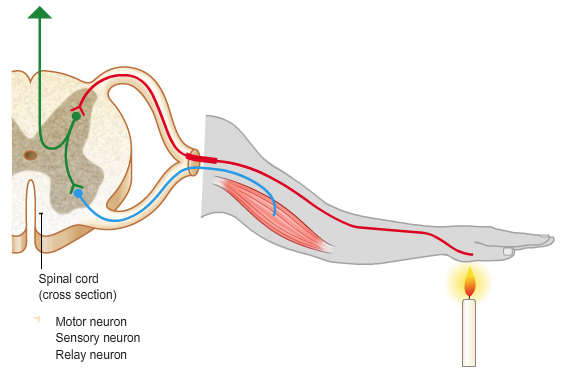 Spinal cord
(cross section)
Motor neuron
Sensory neuron
Relay neuron